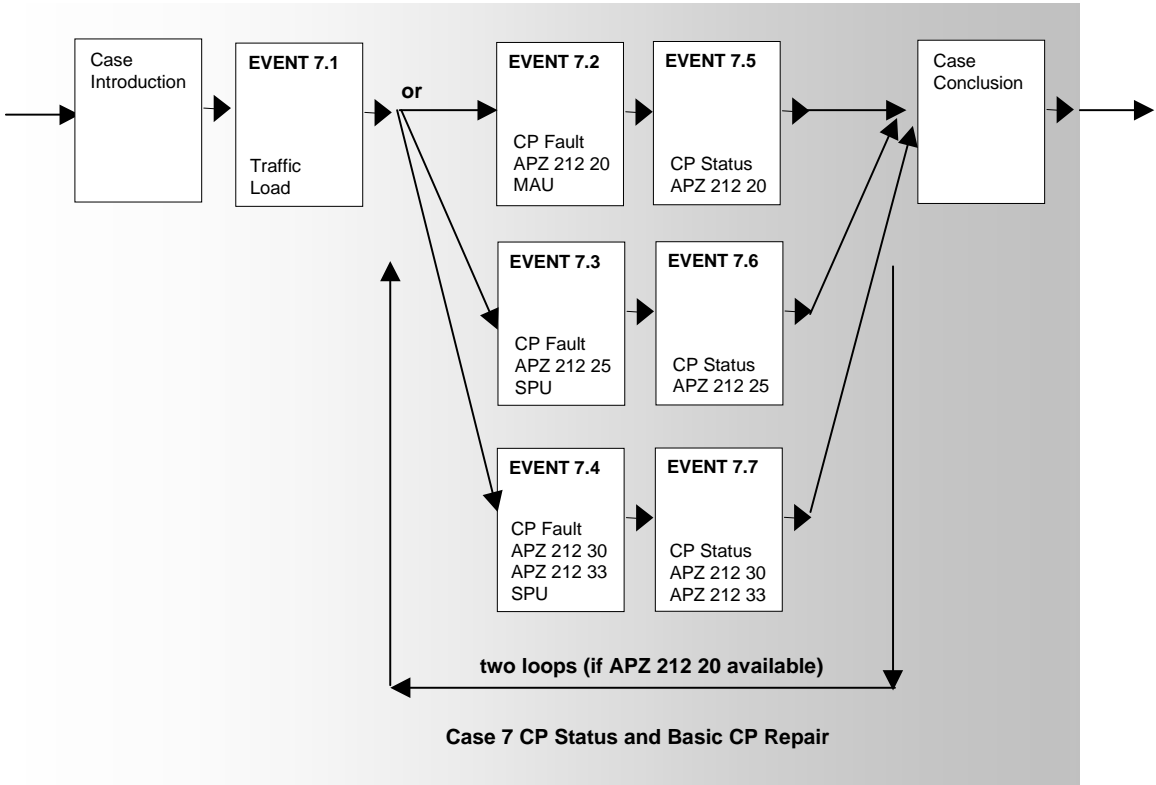 Case
Introduction
EVENT 7.1
Traffic
Load
or
EVENT 7.2
CP Fault
APZ 212 20
MAU
EVENT 7.5
CP Status
APZ 212 20
Case
Conclusion
EVENT 7.3
CP Fault
APZ 212 25
SPU
EVENT 7.6
CP Status
APZ 212 25
EVENT 7.4
CP Fault
APZ 212 30
APZ 212 33
SPU
EVENT 7.7
CP Status
APZ 212 30
APZ 212 33
two loops (if APZ 212 20 available)
Case 7 CP Status and Basic CP Repair